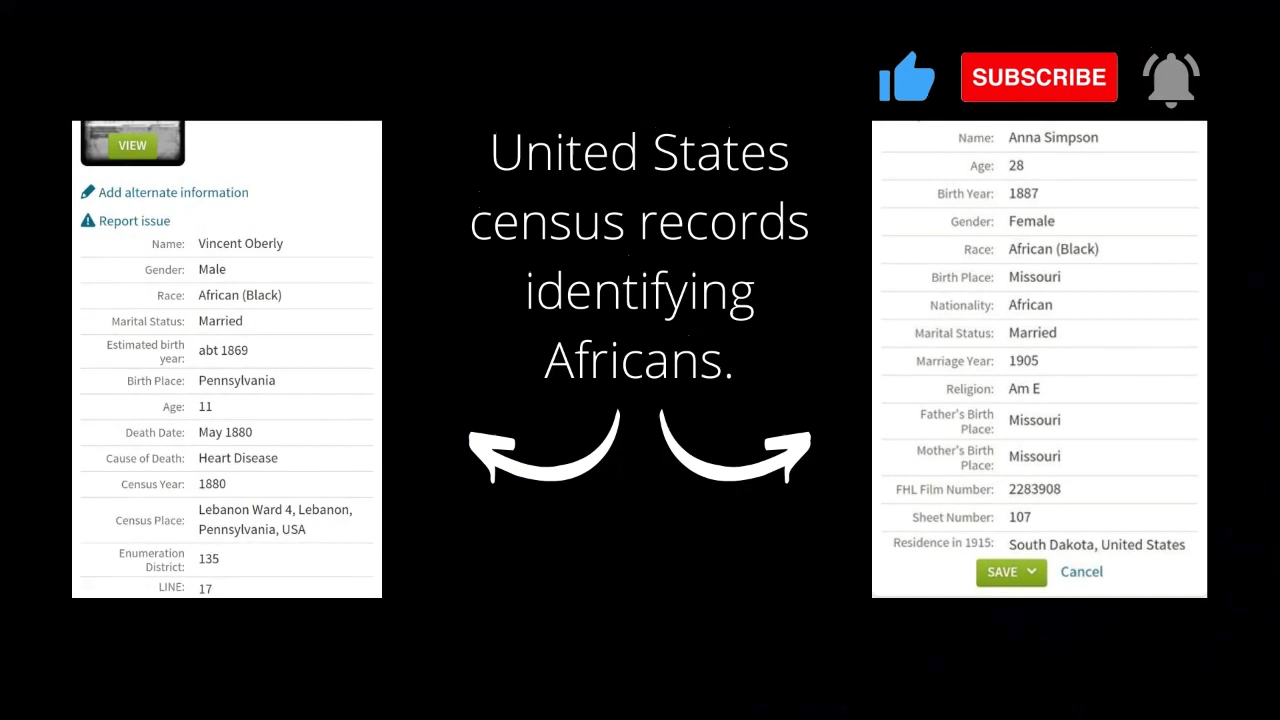 SUBSCRIBE
VIEW
Add alternate information
Report issue
Name: Vincent Oberly
Gender: Male
Race: African (Black)
Marital Status: Married
Estimated birth
year: abt 1869
Birth Place: Pennsylvania
Age: 11
Death Date: May 1880
Cause of Death: Heart Disease
Census Year: 1880
Census Place: Lebanon Ward 4, Lebanon,
Pennsylvania, USA
Enumeration
District: 135
LINE: 17
United States
census records
identifying
Africans.
Name: Anna Simpson
Age: 28
Birth Year: 1887
Gender: Female
Race: African (Black)
Birth Place: Missouri
Nationality: African
Marital Status: Married
Marriage Year: 1905
Religion: Am E
Father's Birth
Place: Missouri
Mother's Birth
Place: Missouri
FHL Film Number: 2283908
Sheet Number: 107
Residence in 1915: South Dakota, United States
SAVE Cancel